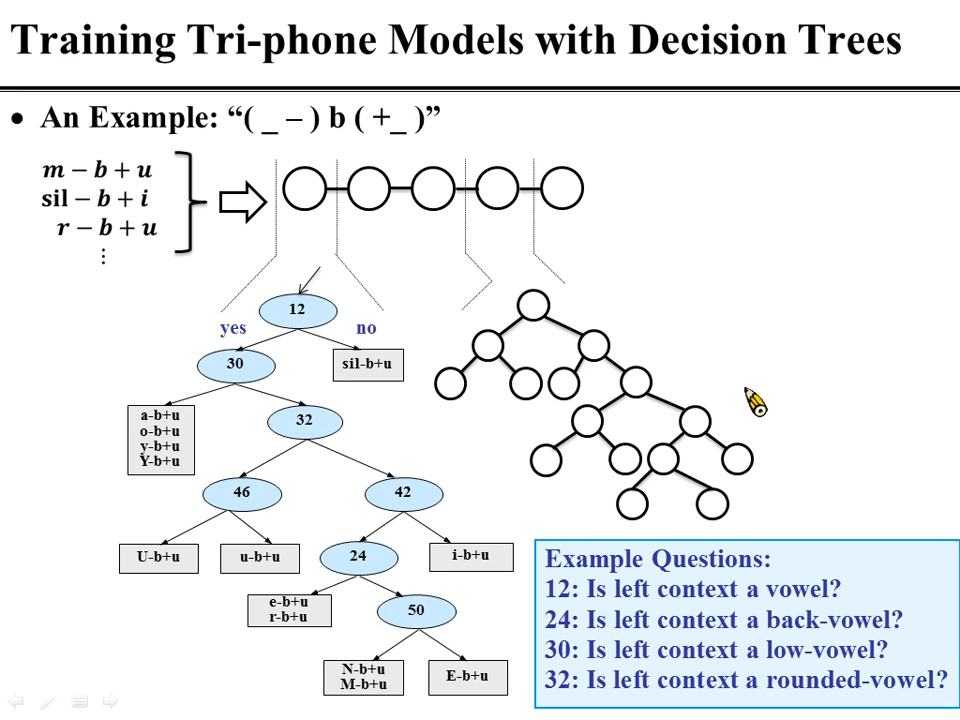 Training Tri-phone Models with Decision Trees
• An Example: “( _ – ) b ( +_ )”
m − b + u
sil − b + i
r − b + u
⋮
12
yes
no
30
sil-b+u
a-b+u
o-b+u
y-b+u
Y-b+u
32
46
42
U-b+u
u-b+u
24
i-b+u
e-b+u
r-b+u
50
N-b+u
M-b+u
E-b+u
Example Questions:
12: Is left context a vowel?
24: Is left context a back-vowel?
30: Is left context a low-vowel?
32: Is left context a rounded-vowel?